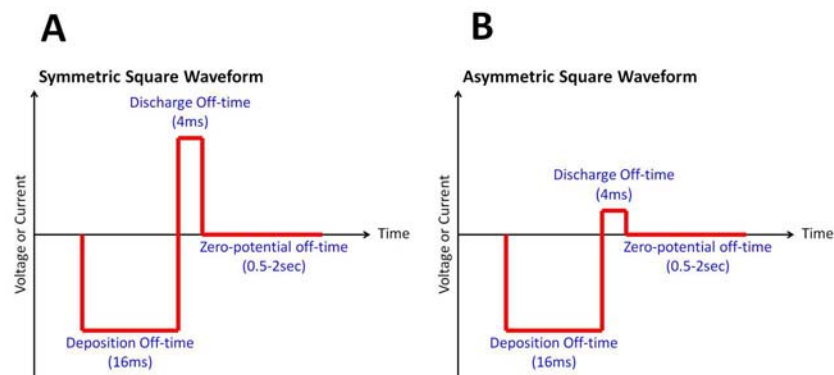 A
Symmetric Square Waveform
Discharge Off-time
(4ms)
Voltage or Current
Time
Zero-potential off-time
(0.5-2sec)
Deposition Off-time
(16ms)
B
Asymmetric Square Waveform
Discharge Off-time
(4ms)
Voltage or Current
Time
Zero-potential off-time
(0.5-2sec)
Deposition Off-time
(16ms)